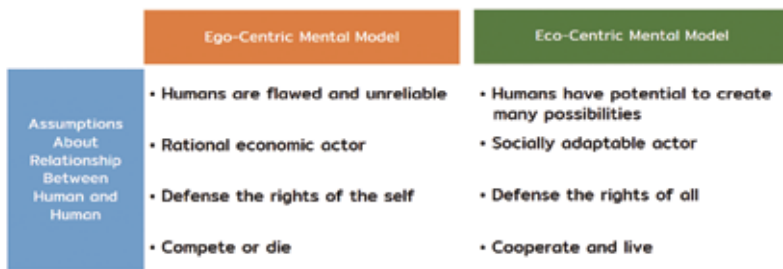 Ego-Centric Mental Model
Eco-Centric Mental Model
Assumptions
About
Relationship
Between
Human and
Human
• Humans are flawed and unreliable
• Rational economic actor
• Defense the rights of the self
• Compete or die
• Humans have potential to create
many possibilities
• Socially adaptable actor
• Defense the rights of all
• Cooperate and live